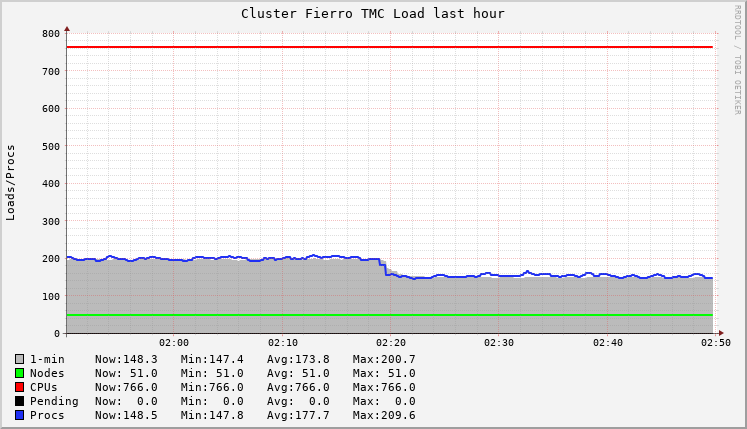 Cluster Fierro TMC Load last hour
RRDTOOL / TOBI OETIKER
Loads/Procs
800
700
600
500
400
300
200
100
0
02:00 02:10 02:20 02:30 02:40 02:50
1-min Now:148.3 Min:147.4 Avg:173.8 Max:200.7
Nodes Now: 51.0 Min: 51.0 Avg: 51.0 Max: 51.0
CPUs Now:766.0 Min:766.0 Avg:766.0 Max:766.0
Pending Now: 0.0 Min: 0.0 Avg: 0.0 Max: 0.0
Procs Now:148.5 Min:147.8 Avg:177.7 Max:209.6